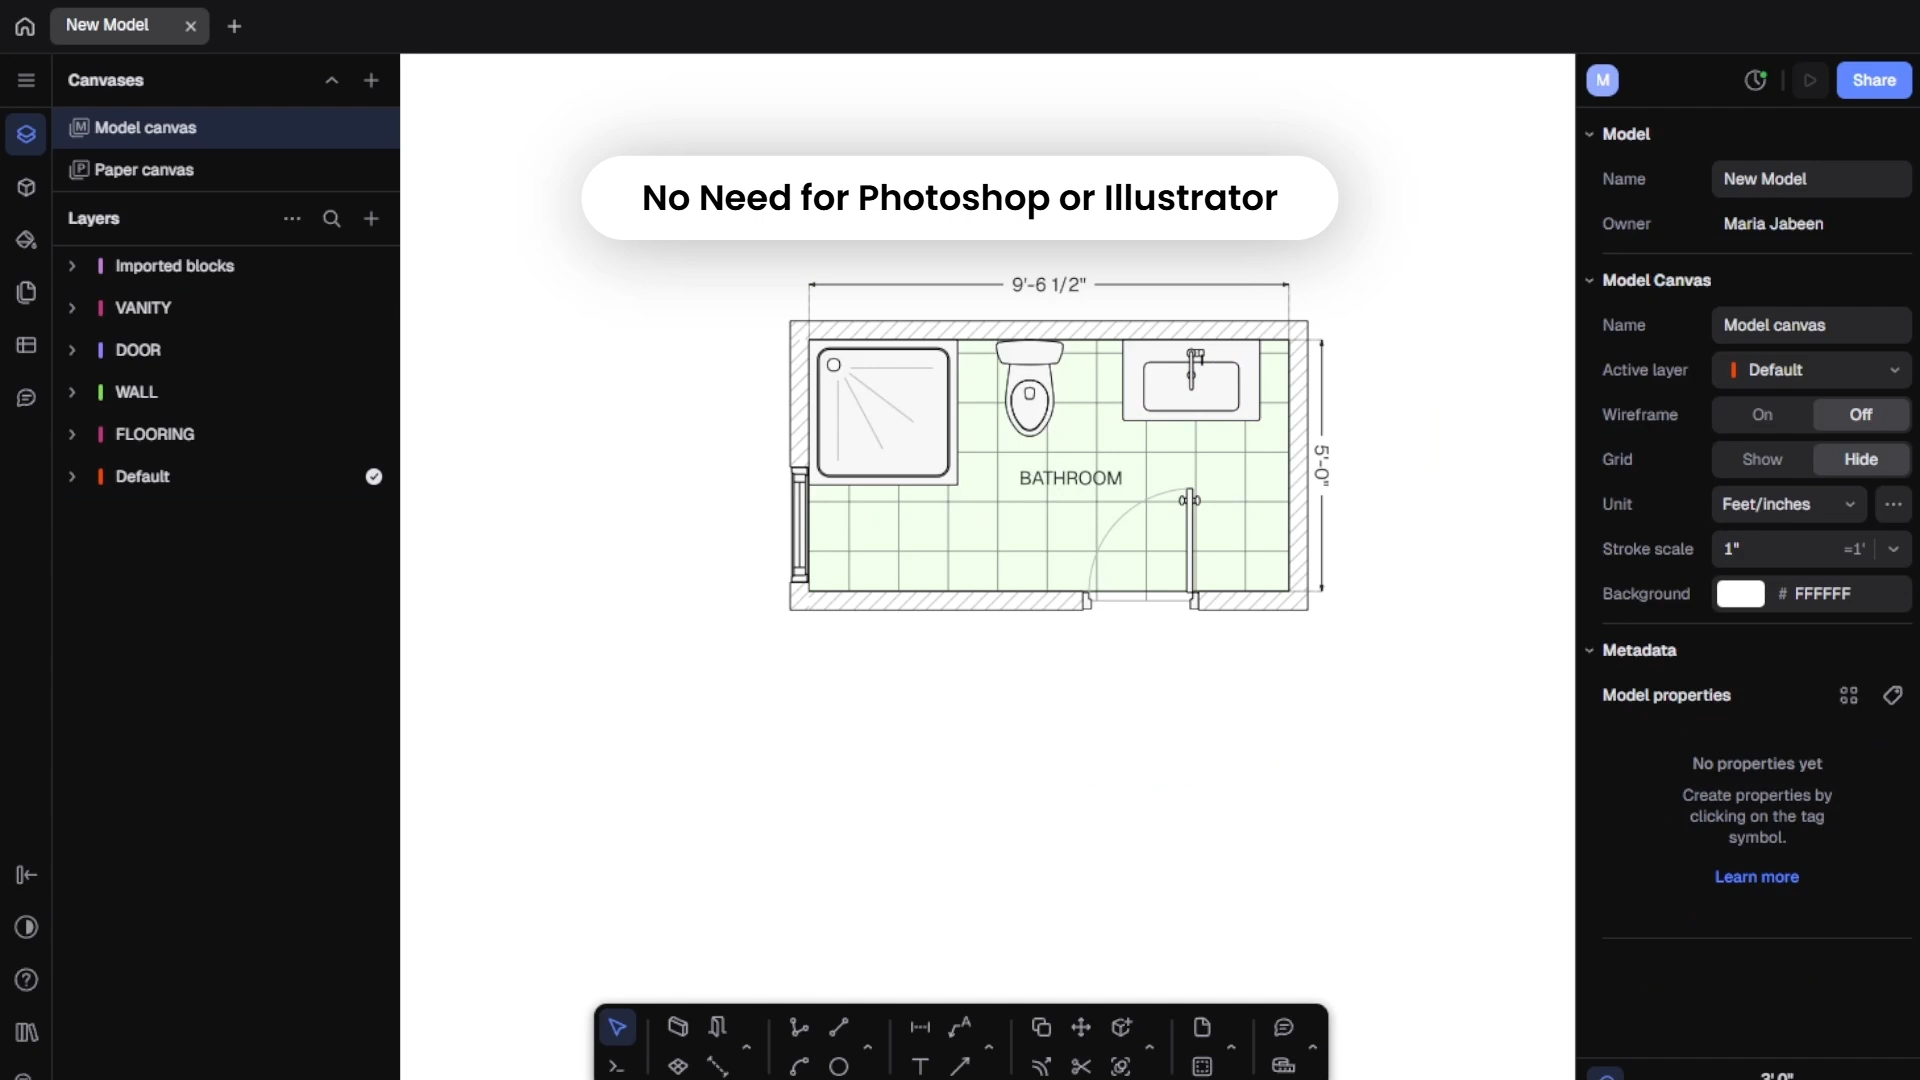 New Model
Canvases
Model canvas
Paper canvas
Layers
Imported blocks
VANITY
DOOR
WALL
FLOORING
Default
No Need for Photoshop or Illustrator
9'-6 1/2"
5'-0"
BATHROOM
M
Share
Model
Name New Model
Owner Maria Jabeen
Model Canvas
Name Model canvas
Active layer Default
Wireframe On Off
Grid Show Hide
Unit Feet/inches
Stroke scale 1" =1'
Background # FFFFFF
Metadata
Model properties
No properties yet
Create properties by
clicking on the tag
symbol.
Learn more